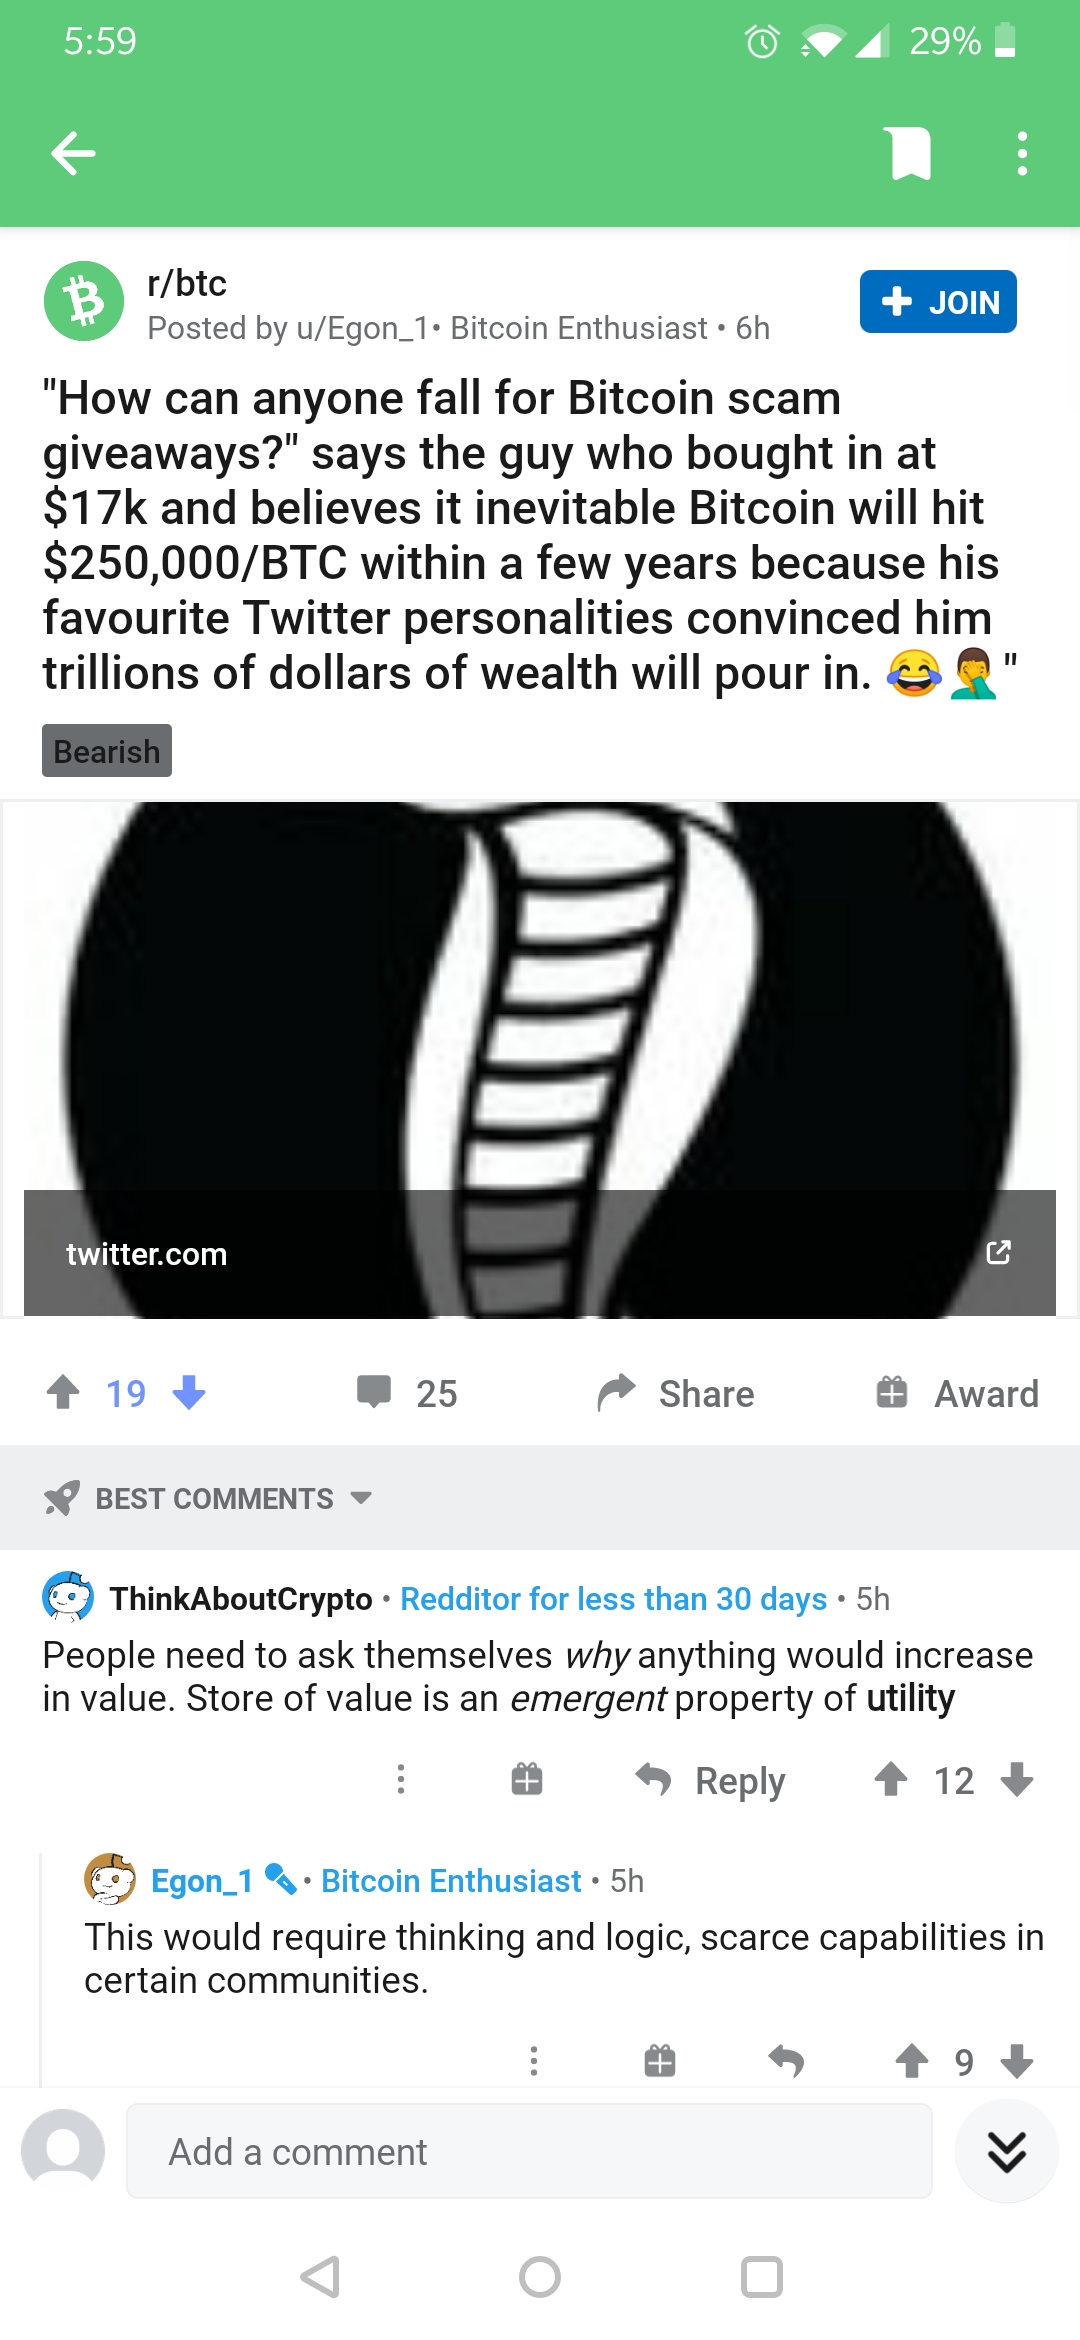 5:59
29%
r/btc
JOIN
Posted by u/Egon_1• Bitcoin Enthusiast • 6h
"How can anyone fall for Bitcoin scam
giveaways?" says the guy who bought in at
$17k and believes it inevitable Bitcoin will hit
$250,000/BTC within a few years because his
favourite Twitter personalities convinced him
trillions of dollars of wealth will pour in. 😂🤦‍♂️"
Bearish
twitter.com
19
25
Share
Award
BEST COMMENTS
ThinkAboutCrypto • Redditor for less than 30 days • 5h
People need to ask themselves why anything would increase
in value. Store of value is an emergent property of utility
Reply
12
Egon_1 • Bitcoin Enthusiast • 5h
This would require thinking and logic, scarce capabilities in
certain communities.
9
Add a comment